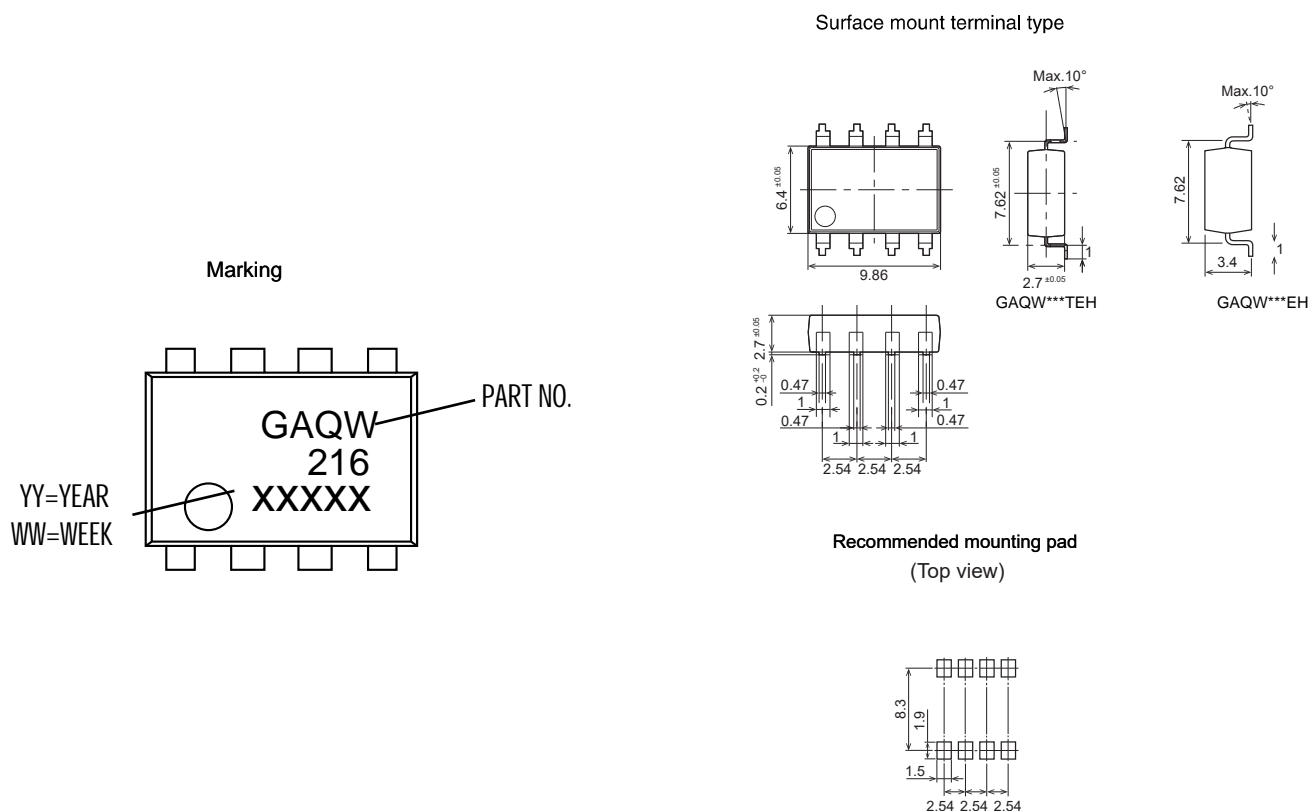 Surface mount terminal type
Max.10°
Max.10°
6.4 ±0.05
9.86
7.62 ±0.05
1
2.7 ±0.05
GAQW***TEH
7.62
3.4
1
GAQW***EH
Marking
GAQW
216
XXXXX
PART NO.
YY=YEAR
WW=WEEK
2.7 ±0.05
0.2 +0.2 -0
0.47
0.47
1
1
0.47
0.47
1
1
2.54 2.54 2.54
Recommended mounting pad
(Top view)
8.3
1.9
1.5
2.54 2.54 2.54